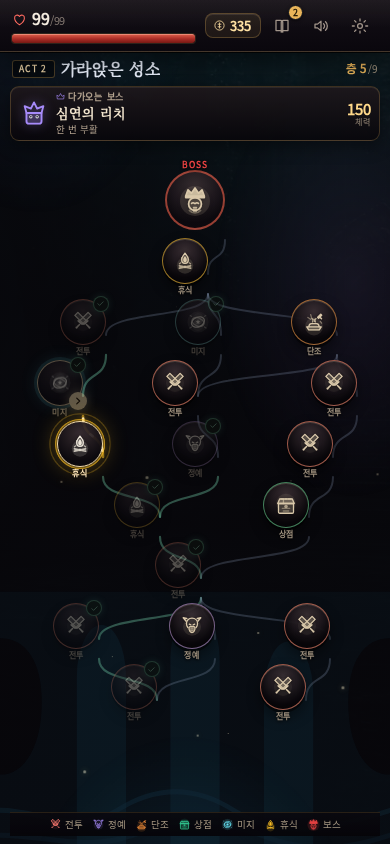 99/99
335
2
ACT 2 가라앉은 성소
층 5/9
다가오는 보스
심연의 리치
한 번 부활
150
체력
BOSS
휴식
전투 미지 단조
미지 전투 전투
휴식 정예 전투
휴식 상점
전투
전투 정예 전투
전투 전투
전투 정예 단조 상점 미지 휴식 보스